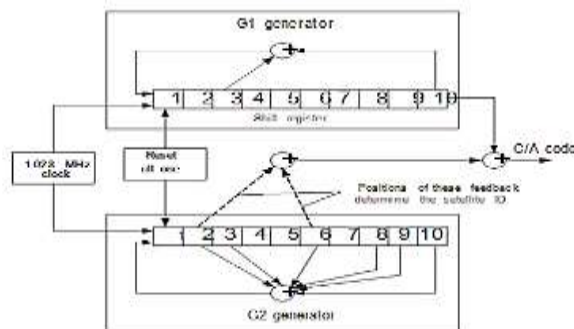 G1 generator
+
1 2 3 4 5 6 7 8 9 10
Shift register
1.023 MHz
clock
Reset
all one
+
+
C/A code
Positions of these feedback
determine the satellite ID
1 2 3 4 5 6 7 8 9 10
+
G2 generator